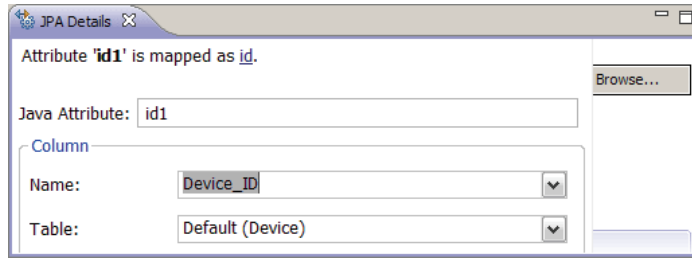 JPA Details
Attribute 'id1' is mapped as id.
Browse...
Java Attribute: id1
Column
Name: Device_ID
Table: Default (Device)